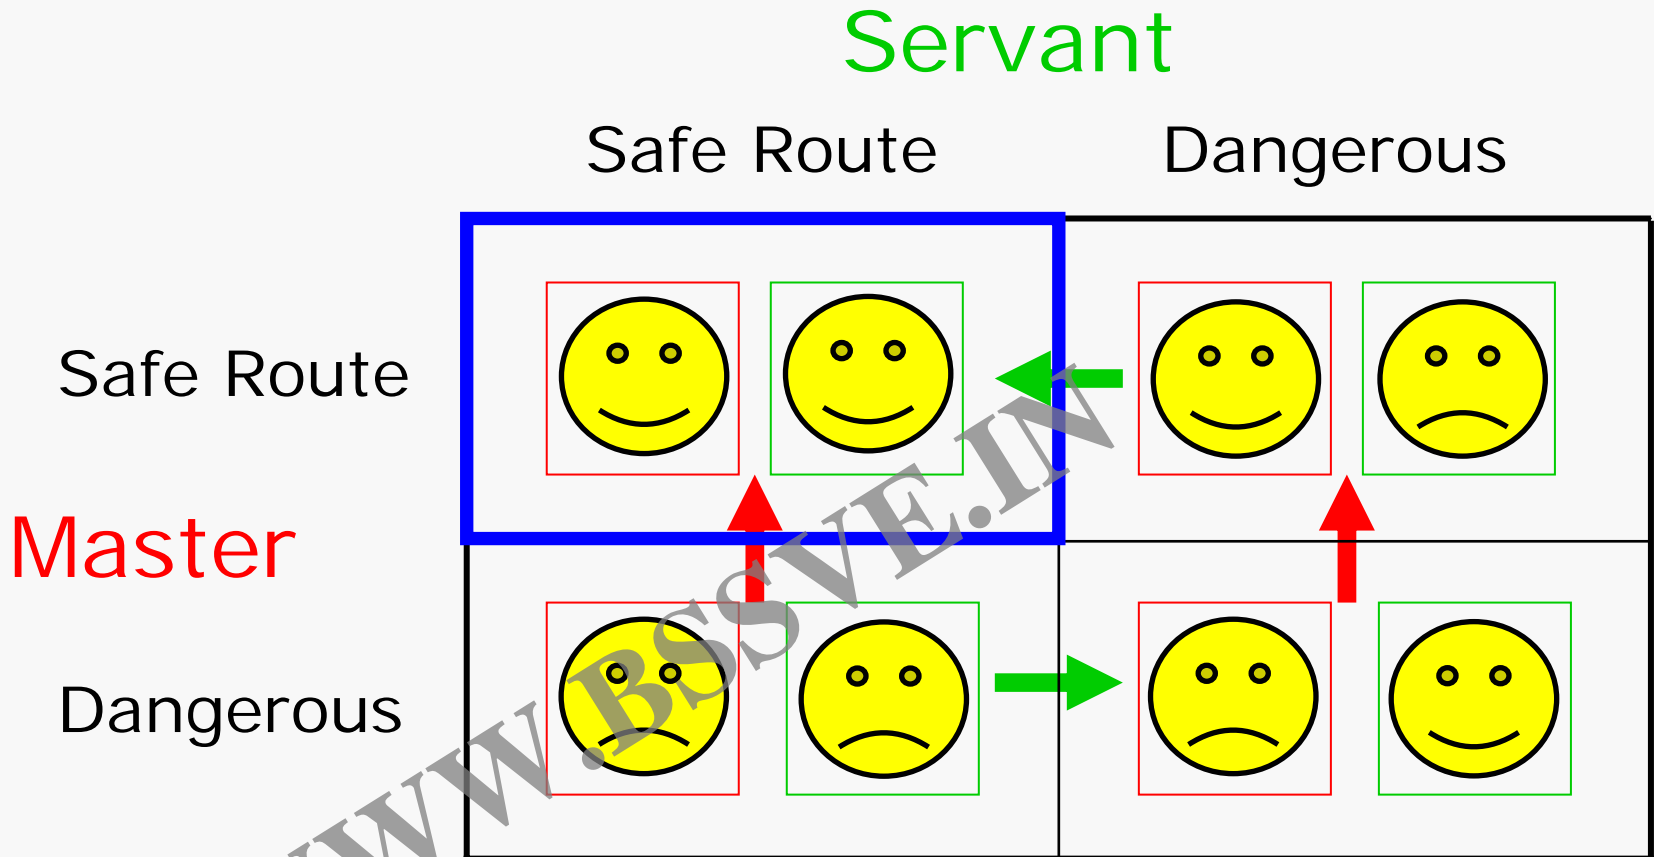 Servant
Safe Route Dangerous
Safe Route
Master
Dangerous
WWW.BSSVE.IN